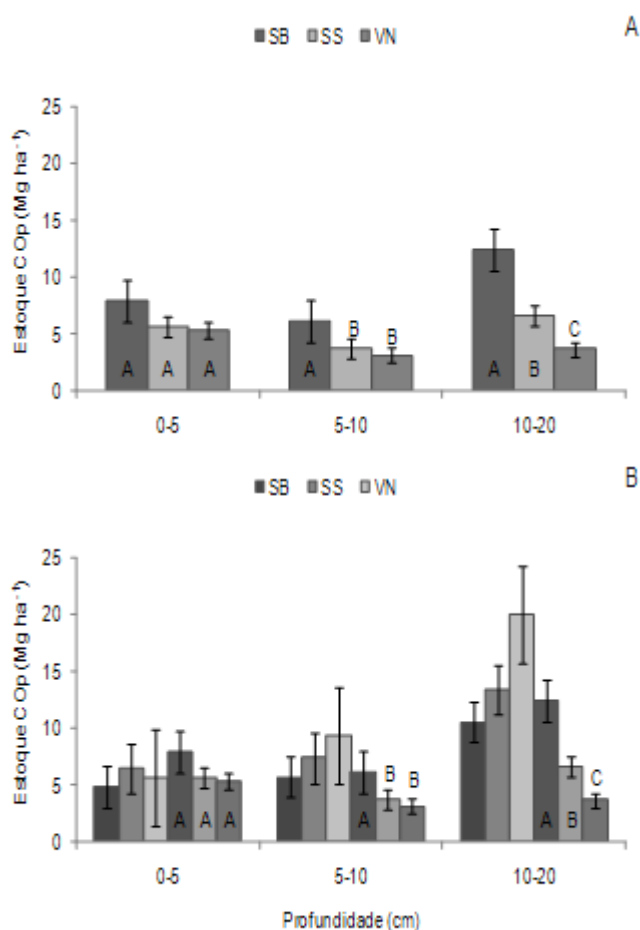 A
SB SS VN
Estoque C Op (Mg ha⁻¹)
25
20
15
10
5
0
A A A
A B B
A B C
0-5 5-10 10-20
B
SB SS VN
Estoque C Op (Mg ha⁻¹)
25
20
15
10
5
0
A A A
A B B
A B C
0-5 5-10 10-20
Profundidade (cm)